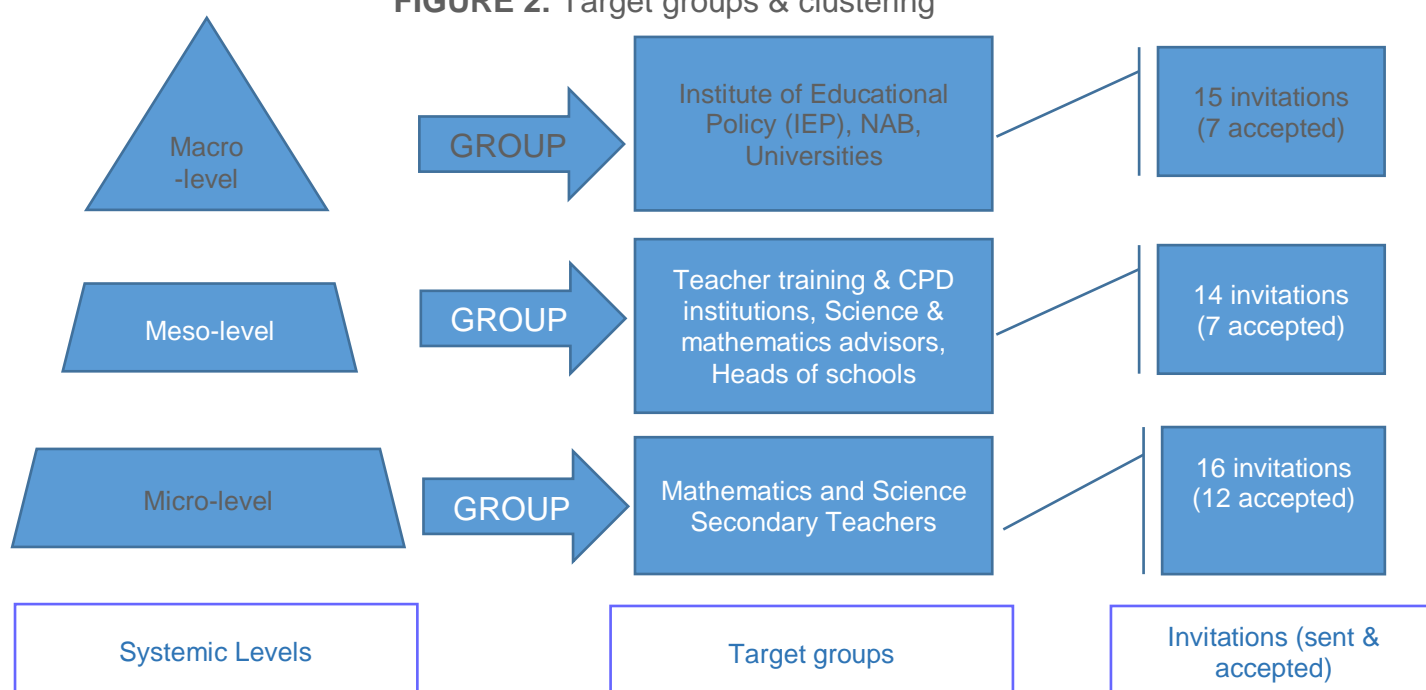 FIGURE 2. Target groups & clustering
Macro
-level
GROUP
Institute of Educational
Policy (IEP), NAB,
Universities
15 invitations
(7 accepted)
Meso-level
GROUP
Teacher training & CPD
institutions, Science &
mathematics advisors,
Heads of schools
14 invitations
(7 accepted)
Micro-level
GROUP
Mathematics and Science
Secondary Teachers
16 invitations
(12 accepted)
Systemic Levels
Target groups
Invitations (sent &
accepted)